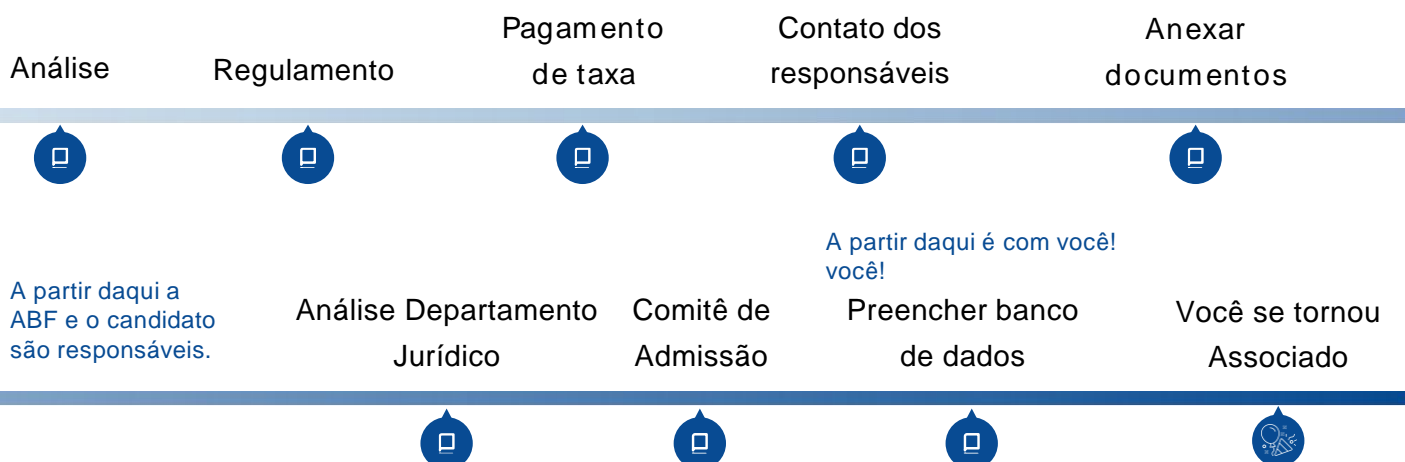 Análise
Regulamento
Pagamento
de taxa
Contato dos
responsáveis
Anexar
documentos
A partir daqui a
ABF e o candidato
são responsáveis.
Análise Departamento
Jurídico
Comitê de
Admissão
A partir daqui é com você!
você!
Preencher banco
de dados
Você se tornou
Associado